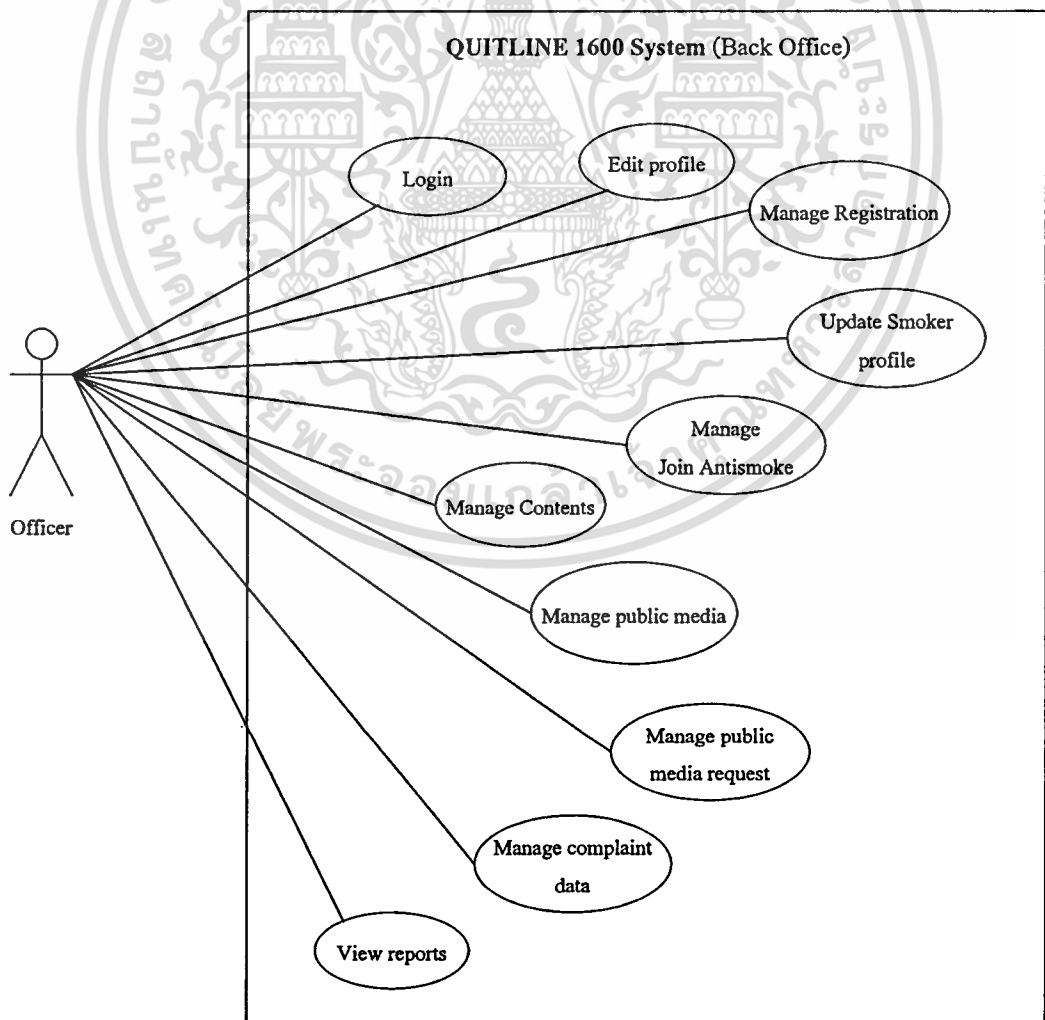 QUITLINE 1600 System (Back Office)
Login
Edit profile
Manage Registration
Update Smoker
profile
Manage
Join Antismoke
Manage Contents
Officer
Manage public media
Manage public
media request
Manage complaint
data
View reports